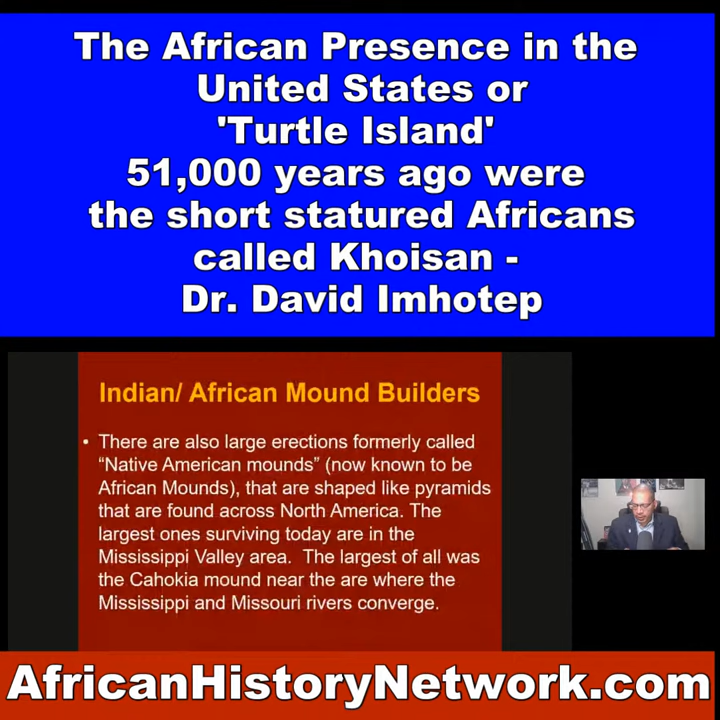 The African Presence in the
United States or
'Turtle Island'
51,000 years ago were
the short statured Africans
called Khoisan -
Dr. David Imhotep
Indian/ African Mound Builders
• There are also large erections formerly called
“Native American mounds” (now known to be
African Mounds), that are shaped like pyramids
that are found across North America. The
largest ones surviving today are in the
Mississippi Valley area.  The largest of all was
the Cahokia mound near the are where the
Mississippi and Missouri rivers converge.
AfricanHistoryNetwork.com